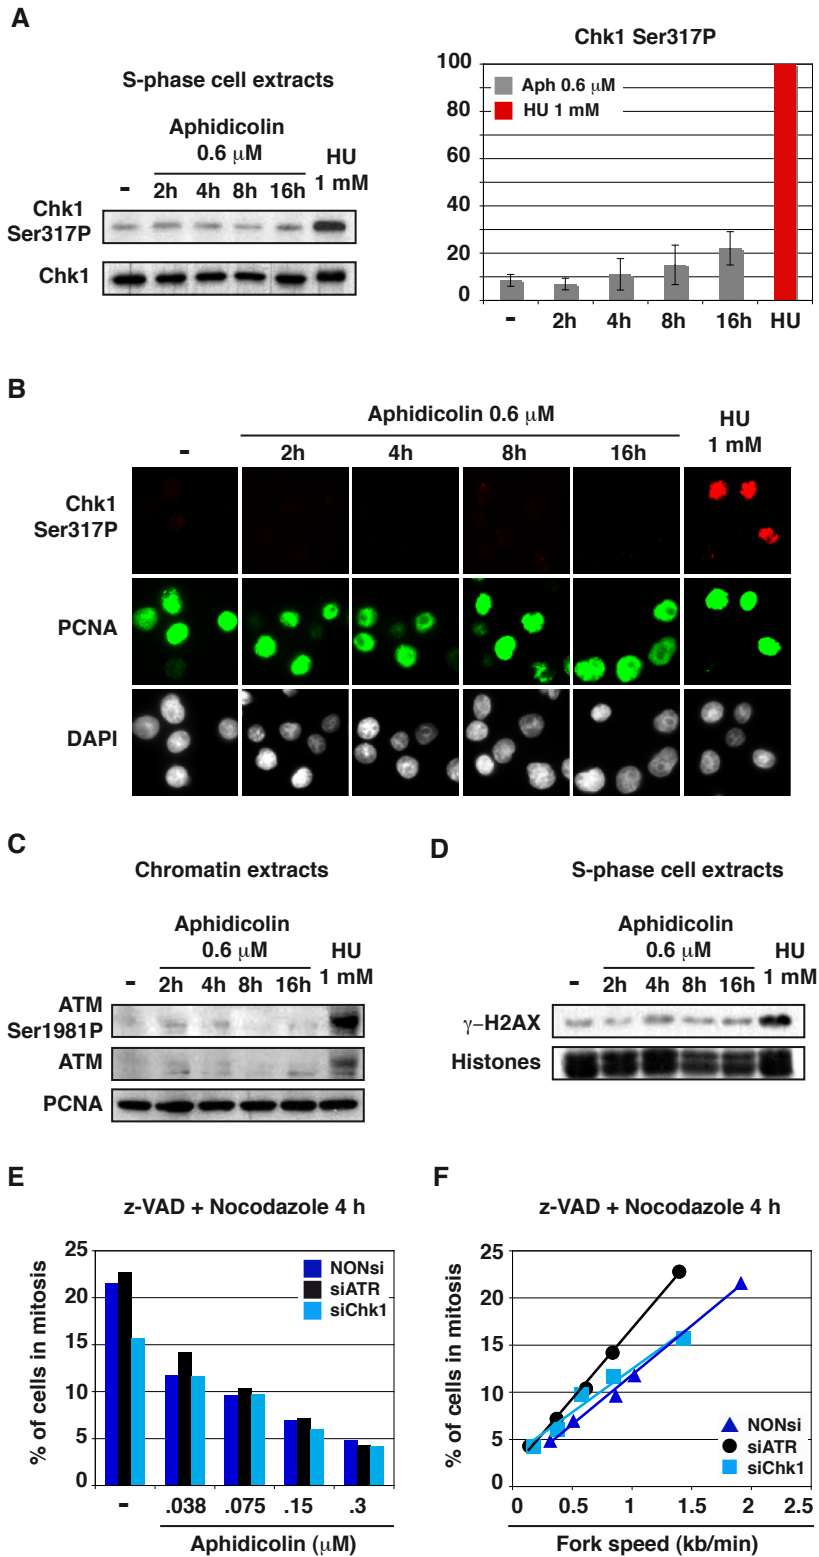 A
S-phase cell extracts
Aphidicolin
0.6 μM
HU
1 mM
- 2h 4h 8h 16h
Chk1
Ser317P
Chk1
Chk1 Ser317P
100
80
60
40
20
0
Aph 0.6 μM
HU 1 mM
- 2h 4h 8h 16h HU
B
Aphidicolin 0.6 μM
HU
1 mM
- 2h 4h 8h 16h
Chk1
Ser317P
PCNA
DAPI
C
Chromatin extracts
Aphidicolin
0.6 μM
HU
1 mM
- 2h 4h 8h 16h
ATM
Ser1981P
ATM
PCNA
D
S-phase cell extracts
Aphidicolin
0.6 μM
HU
1 mM
- 2h 4h 8h 16h
γ–H2AX
Histones
E
z-VAD + Nocodazole 4 h
% of cells in mitosis
25
20
15
10
5
0
NONsi
siATR
siChk1
- .038 .075 .15 .3
Aphidicolin (μM)
F
z-VAD + Nocodazole 4 h
% of cells in mitosis
25
20
15
10
5
0
NONsi
siATR
siChk1
0 0.5 1 1.5 2 2.5
Fork speed (kb/min)